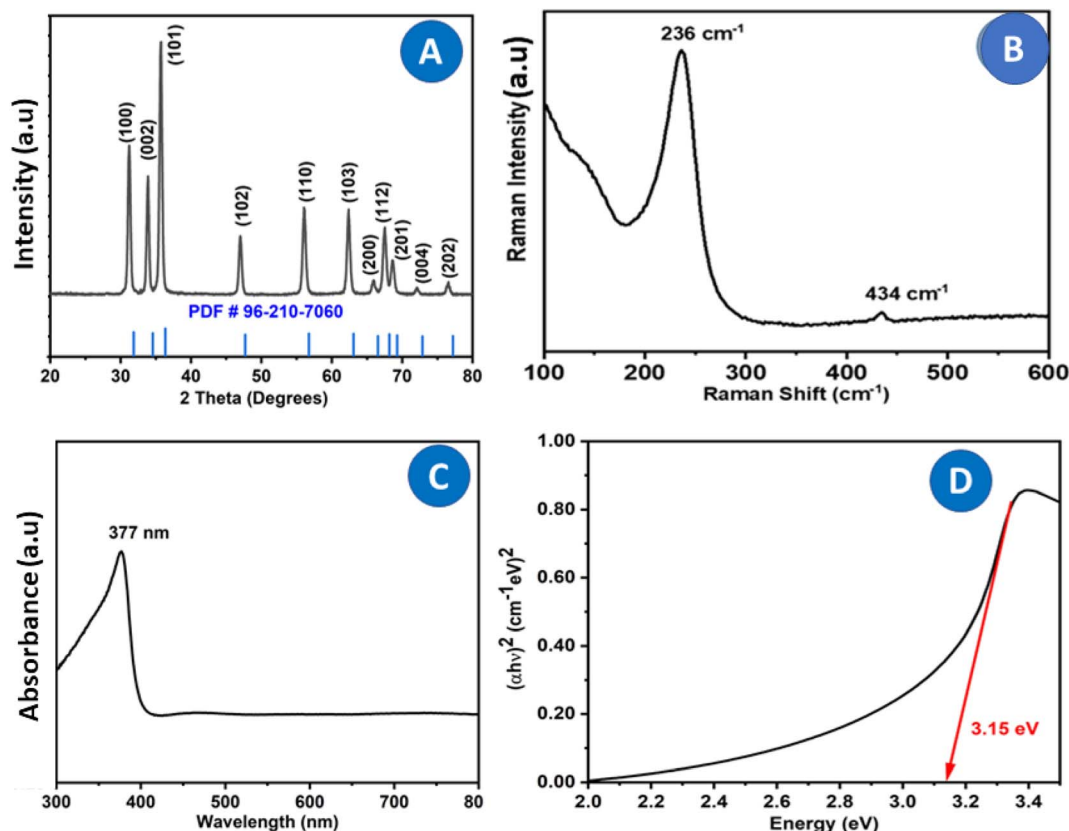 A
Intensity (a.u)
(100)
(002)
(101)
(102)
(110)
(103)
(200)
(112)
(201)
(004)
(202)
PDF # 96-210-7060
20 30 40 50 60 70 80
2 Theta (Degrees)
B
Raman Intensity (a.u)
236 cm⁻¹
434 cm⁻¹
100 200 300 400 500 600
Raman Shift (cm⁻¹)
C
Absorbance (a.u)
377 nm
300 400 500 600 700 80
Wavelength (nm)
D
(αhν)² (cm⁻¹eV)²
1.00
0.80
0.60
0.40
0.20
0.00
3.15 eV
2.0 2.2 2.4 2.6 2.8 3.0 3.2 3.4
Energy (eV)